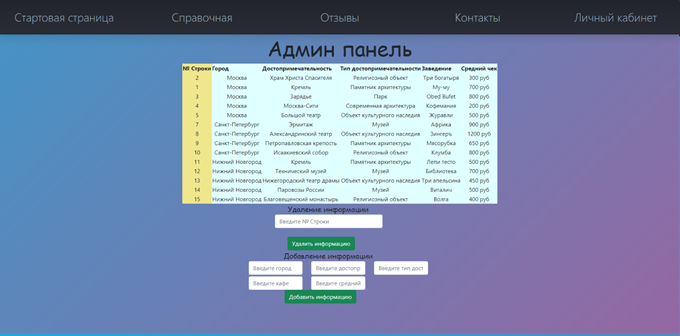 Стартовая страница Справочная Отзывы Контакты Личный кабинет
Админ панель
№ Строки Город Достопримечательность Тип достопримечательности Заведение Средний чек
2 Москва Храм Христа Спасителя Религиозный объект Три богатыря 300 руб
1 Москва Кремль Памятник архитектуры Му-му 700 руб
3 Москва Зарядье Парк Obed Bufet 800 руб
4 Москва Москва-Сити Современная архитектура Кофемания 200 руб
5 Москва Большой театр Объект культурного наследия Журавли 500 руб
7 Санкт-Петербург Эрмитаж Музей Африка 900 руб
8 Санкт-Петербург Александринский театр Объект культурного наследия Зингеръ 1200 руб
9 Санкт-Петербург Петропавловская крепость Памятник архитектуры Мясорубка 650 руб
10 Санкт-Петербург Исаакиевский собор Религиозный объект Клумба 800 руб
11 Нижний Новгород Кремль Памятник архитектуры Лепи тесто 500 руб
12 Нижний Новгород Технический музей Музей Библиотека 700 руб
13 Нижний Новгород Нижегородский театр драмы Объект культурного наследия Три апельсина 450 руб
14 Нижний Новгород Паровозы России Музей Виталич 500 руб
15 Нижний Новгород Благовещенский монастырь Религиозный объект Волга 400 руб
Удаление информации
Введите № Строки
Удалить информацию
Добавление информации
Введите город Введите достопр Введите тип дост
Введите кафе Введите средний
Добавить информацию